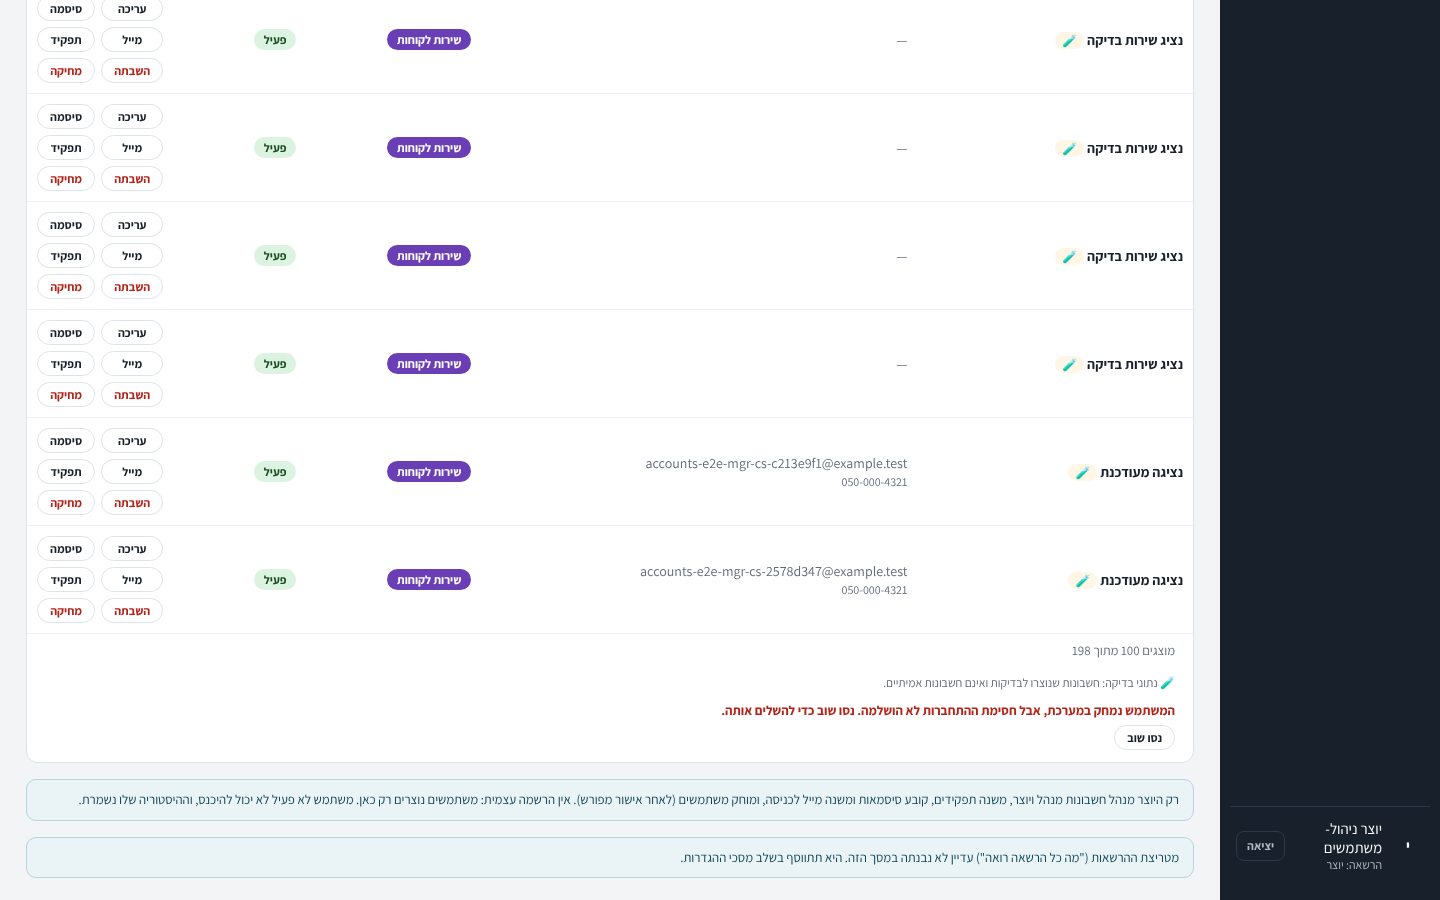 עריכה סיסמה
נציג שירות בדיקה 🧪 — שירות לקוחות פעיל מייל תפקיד
השבתה מחיקה
עריכה סיסמה
נציג שירות בדיקה 🧪 — שירות לקוחות פעיל מייל תפקיד
השבתה מחיקה
עריכה סיסמה
נציג שירות בדיקה 🧪 — שירות לקוחות פעיל מייל תפקיד
השבתה מחיקה
עריכה סיסמה
נציג שירות בדיקה 🧪 — שירות לקוחות פעיל מייל תפקיד
השבתה מחיקה
עריכה סיסמה
נציגה מעודכנת 🧪 accounts-e2e-mgr-cs-c213e9f1@example.test שירות לקוחות פעיל מייל תפקיד
050-000-4321
השבתה מחיקה
עריכה סיסמה
נציגה מעודכנת 🧪 accounts-e2e-mgr-cs-2578d347@example.test שירות לקוחות פעיל מייל תפקיד
050-000-4321
השבתה מחיקה
מוצגים 100 מתוך 198
🧪 נתוני בדיקה: חשבונות שנוצרו לבדיקות ואינם חשבונות אמיתיים.
המשתמש נמחק במערכת, אבל חסימת ההתחברות לא הושלמה. נסו שוב כדי להשלים אותה.
נסו שוב
רק היוצר מנהל חשבונות מנהל ויוצר, משנה תפקידים, קובע סיסמאות ומשנה מייל לכניסה, ומוחק משתמשים (לאחר אישור מפורש). אין הרשמה עצמית: משתמשים נוצרים רק כאן. משתמש לא פעיל לא יכול להיכנס, וההיסטוריה שלו נשמרת.
מטריצת ההרשאות ("מה כל הרשאה רואה") עדיין לא נבנתה במסך הזה. היא תתווסף בשלב מסכי ההגדרות.
י
יוצר ניהול-
משתמשים
הרשאה: יוצר
יציאה